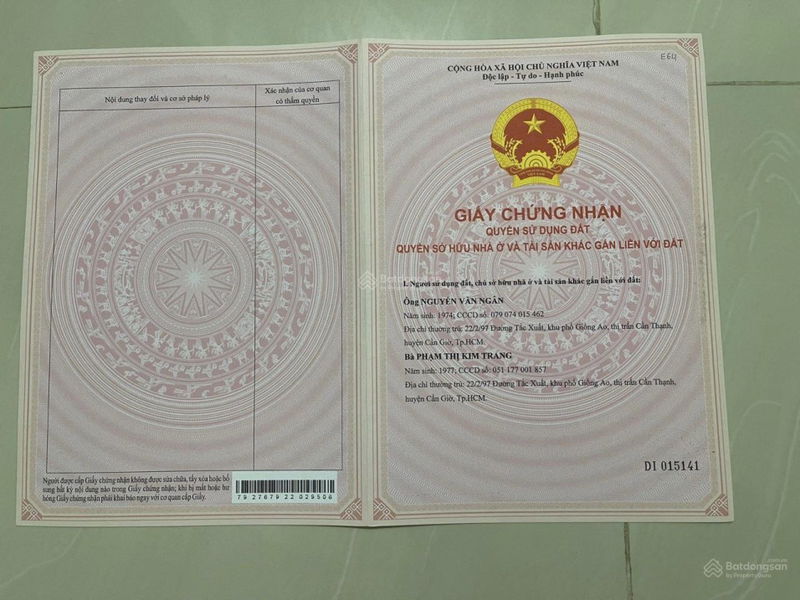 Nội dung thay đổi và cơ sở pháp lý
Xác nhận của cơ quan
có thẩm quyền
Người được cấp Giấy chứng nhận không được sửa chữa, tẩy xóa hoặc bổ
sung bất kỳ nội dung nào trong Giấy chứng nhận; khi bị mất hoặc hư
hỏng Giấy chứng nhận phải khai báo ngay với cơ quan cấp Giấy.
79 27679 22 029506
E64
CỘNG HÒA XÃ HỘI CHỦ NGHĨA VIỆT NAM
Độc lập - Tự do - Hạnh phúc
GIẤY CHỨNG NHẬN
QUYỀN SỬ DỤNG ĐẤT
QUYỀN SỞ HỮU NHÀ Ở VÀ TÀI SẢN KHÁC GẮN LIỀN VỚI ĐẤT
I. Người sử dụng đất, chủ sở hữu nhà ở và tài sản khác gắn liền với đất:
Ông NGUYỄN VĂN NGÂN
Năm sinh: 1974; CCCD số: 079 074 015 462
Địa chỉ thường trú: 22/2/97 Đường Tắc Xuất, khu phố Giồng Ao, thị trấn Cần Thạnh,
huyện Cần Giờ, Tp.HCM.
Bà PHẠM THỊ KIM TRANG
Năm sinh: 1977; CCCD số: 051 177 001 857
Địa chỉ thường trú: 22/2/97 Đường Tắc Xuất, khu phố Giồng Ao, thị trấn Cần Thạnh,
huyện Cần Giờ, Tp.HCM.
DI 015141
Batdongsan
by PropertyGuru